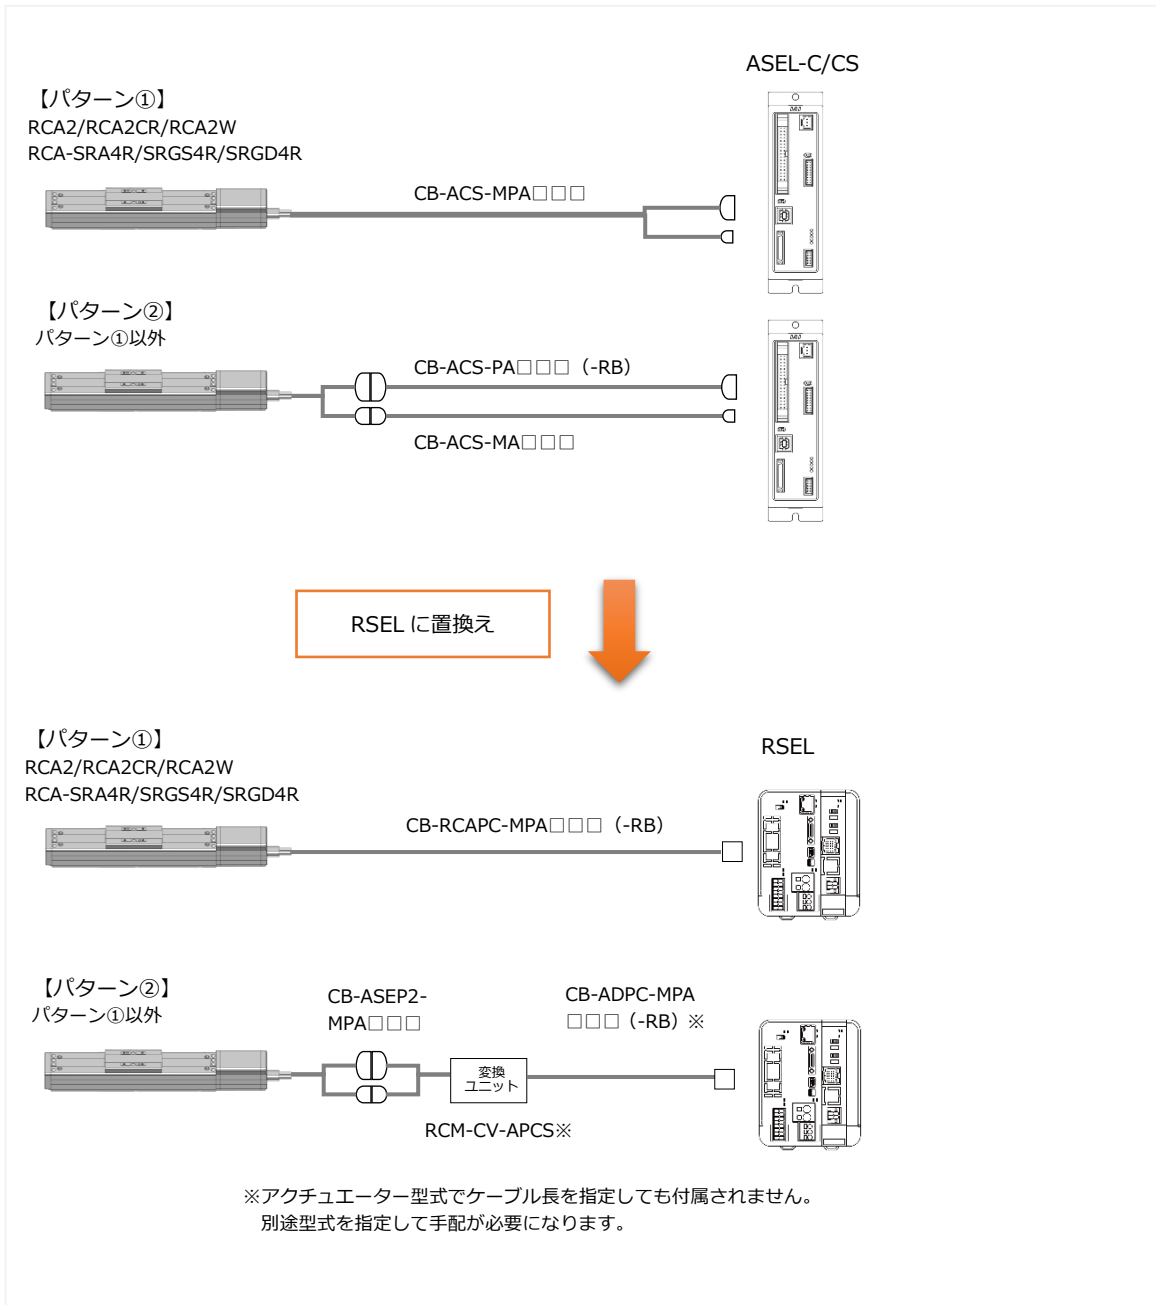 ASEL-C/CS
【パターン①】
RCA2/RCA2CR/RCA2W
RCA-SRA4R/SRGS4R/SRGD4R
CB-ACS-MPA□□□
【パターン②】
パターン①以外
CB-ACS-PA□□□（-RB）
CB-ACS-MA□□□
RSEL に置換え
【パターン①】
RCA2/RCA2CR/RCA2W
RCA-SRA4R/SRGS4R/SRGD4R
RSEL
CB-RCAPC-MPA□□□（-RB）
【パターン②】
パターン①以外
CB-ASEP2-
MPA□□□
CB-ADPC-MPA
□□□（-RB）※
変換
ユニット
RCM-CV-APCS※
※アクチュエーター型式でケーブル長を指定しても付属されません。
別途型式を指定して手配が必要になります。